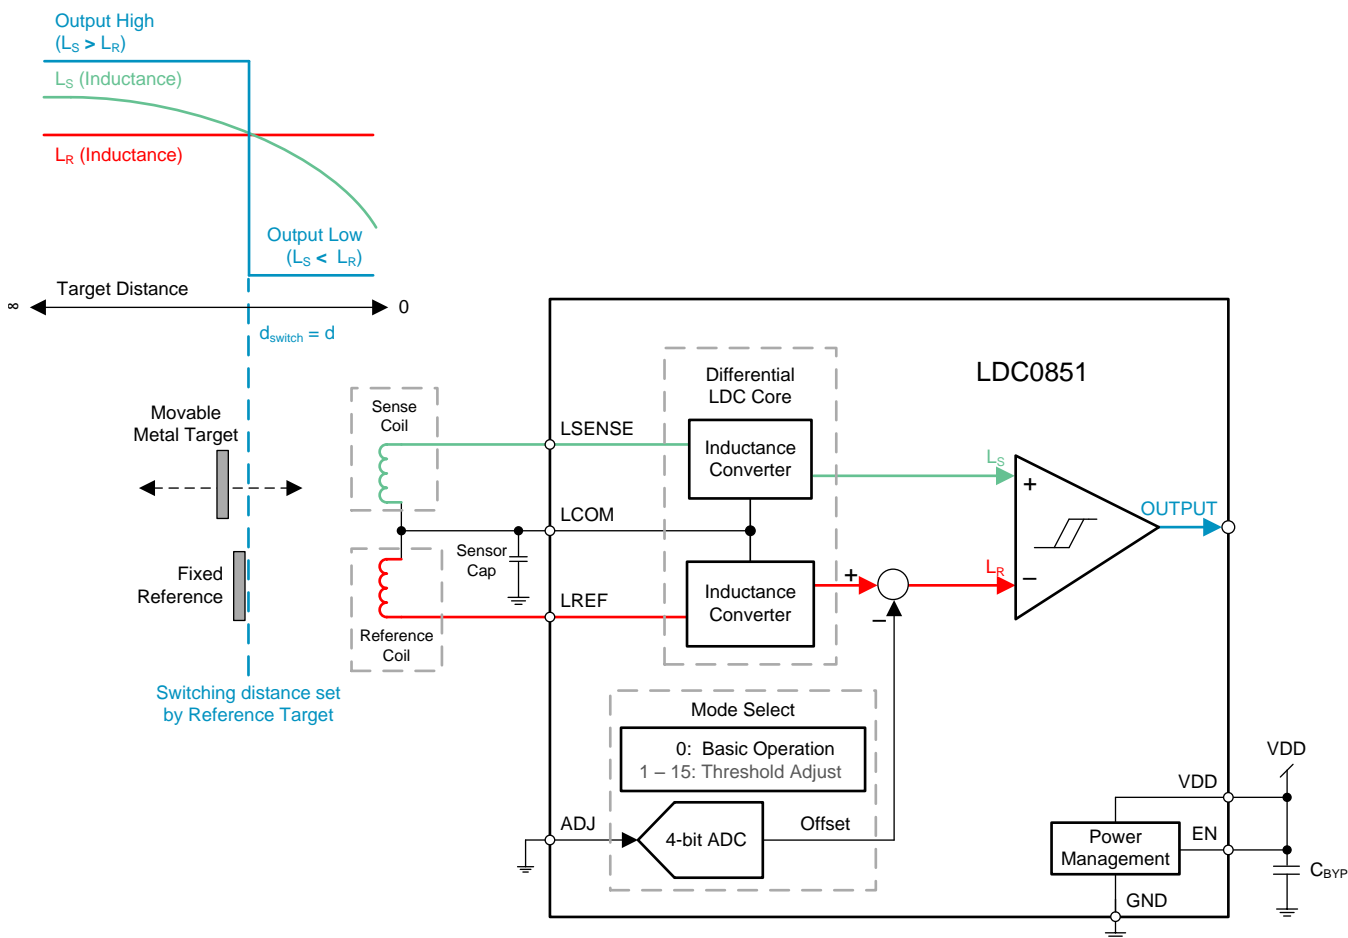 Output High
(LS > LR)
LS (Inductance)
LR (Inductance)
Output Low
(LS < LR)
∞
Target Distance
0
dswitch = d
Movable
Metal Target
Fixed
Reference
Switching distance set
by Reference Target
Sense
Coil
Reference
Coil
Sensor
Cap
LSENSE
LCOM
LREF
Differential
LDC Core
Inductance
Converter
Inductance
Converter
LDC0851
LS
+
LR
−
+
−
OUTPUT
Mode Select
0: Basic Operation
1 – 15: Threshold Adjust
ADJ
4-bit ADC
Offset
VDD
VDD
EN
Power
Management
GND
CBYP